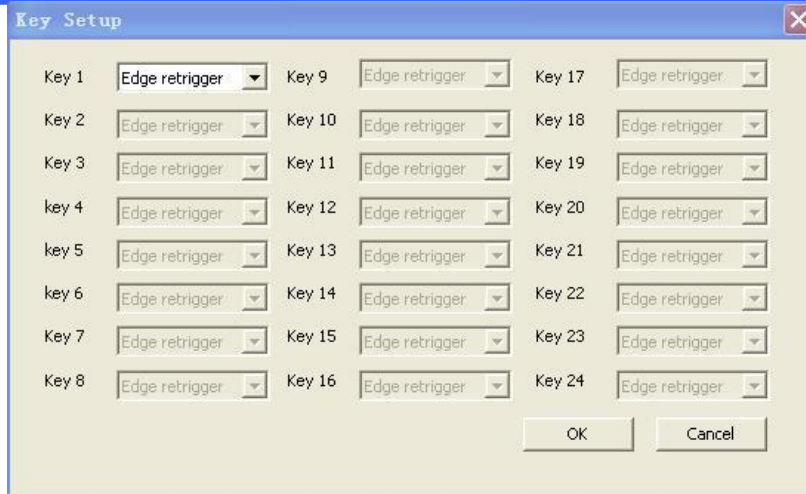 Key Setup
Key 1 Edge retrigger Key 9 Edge retrigger Key 17 Edge retrigger
Key 2 Edge retrigger Key 10 Edge retrigger Key 18 Edge retrigger
Key 3 Edge retrigger Key 11 Edge retrigger Key 19 Edge retrigger
key 4 Edge retrigger Key 12 Edge retrigger Key 20 Edge retrigger
key 5 Edge retrigger Key 13 Edge retrigger Key 21 Edge retrigger
key 6 Edge retrigger Key 14 Edge retrigger Key 22 Edge retrigger
Key 7 Edge retrigger Key 15 Edge retrigger Key 23 Edge retrigger
Key 8 Edge retrigger Key 16 Edge retrigger Key 24 Edge retrigger
OK Cancel